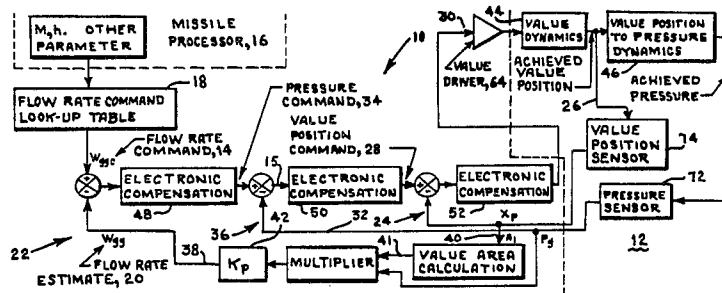 MISSILE
PROCESSOR, 16
M,h. OTHER
PARAMETER
18
FLOW RATE COMMAND
LOOK-UP TABLE
Wggc
FLOW RATE
COMMAND, 14
PRESSURE
COMMAND, 34
VALUE
POSITION
COMMAND, 28
10
30
VALUE
DRIVER, 64
44
VALUE
DYNAMICS
ACHIEVED VALUE
POSITION
26
VALUE POSITION
TO PRESSURE
DYNAMICS
46
ACHIEVED
PRESSURE
VALUE
POSITION
SENSOR
74
PRESSURE
SENSOR
72
12
ELECTRONIC
COMPENSATION
48
15
ELECTRONIC
COMPENSATION
50
ELECTRONIC
COMPENSATION
52
36
24
32
22
Wgg
FLOW RATE
ESTIMATE, 20
38
42
KP
MULTIPLIER
41
40
XP
A1
VALUE AREA
CALCULATION